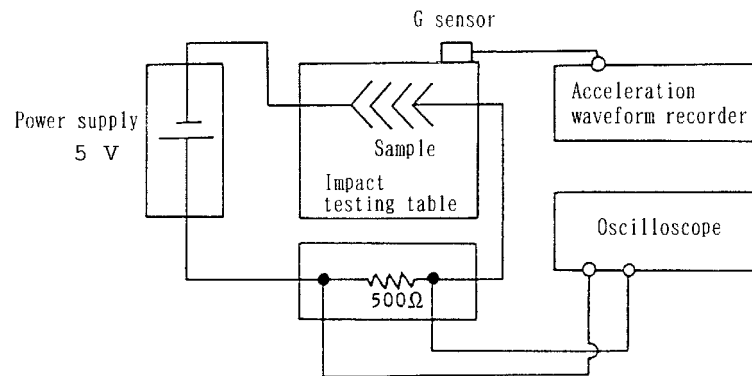 G sensor
Power supply
5 V
Sample
Impact
testing table
Acceleration
waveform recorder
Oscilloscope
500Ω